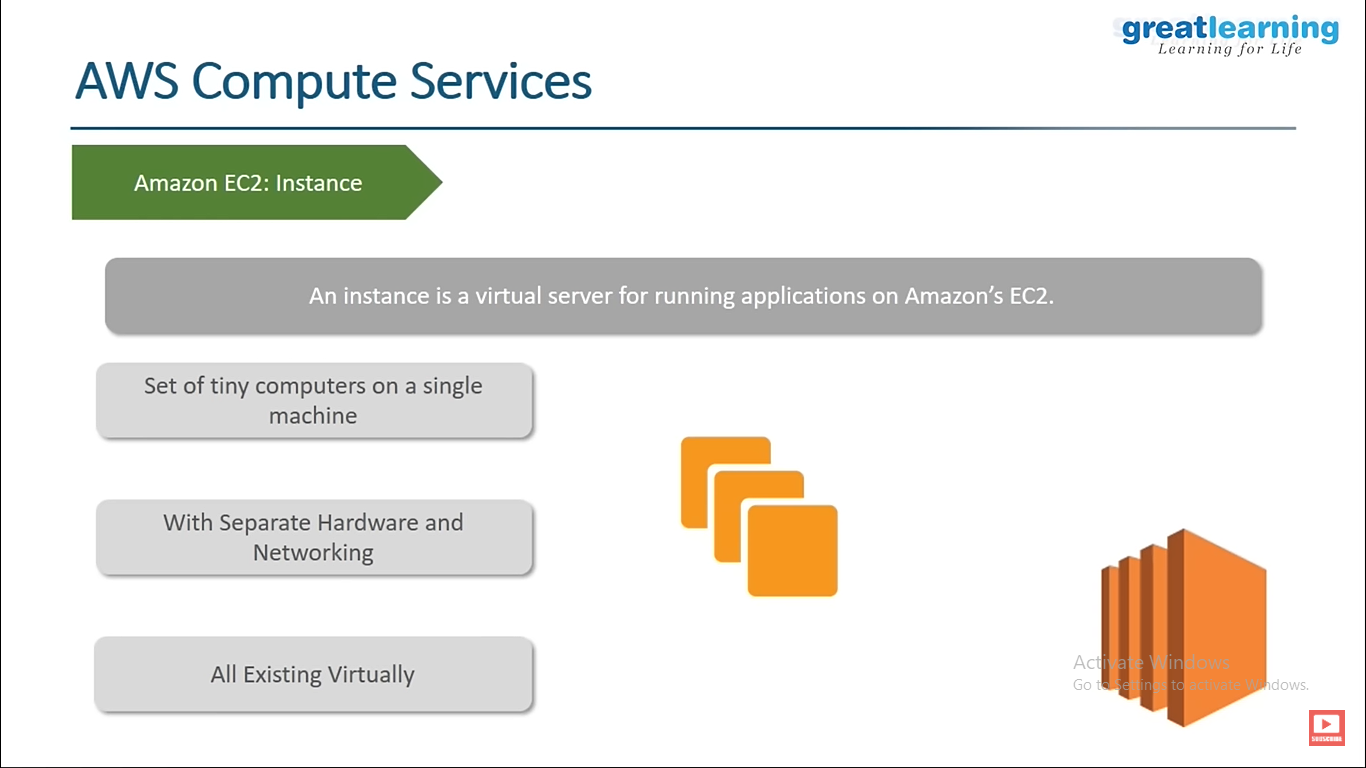 greatlearning
Learning for Life
AWS Compute Services
Amazon EC2: Instance
An instance is a virtual server for running applications on Amazon’s EC2.
Set of tiny computers on a single
machine
With Separate Hardware and
Networking
All Existing Virtually
Activate Windows
Go to Settings to activate Windows.
SUBSCRIBE